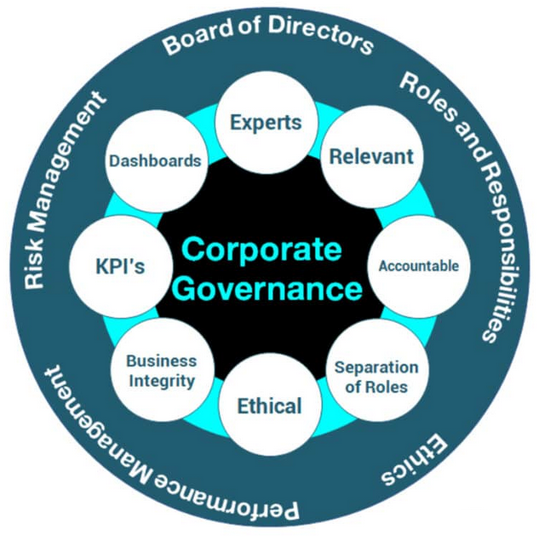 Board of Directors
Roles and Responsibilities
Ethics
Performance Management
Risk Management
Experts
Relevant
Accountable
Separation
of Roles
Ethical
Business
Integrity
KPI's
Dashboards
Corporate
Governance